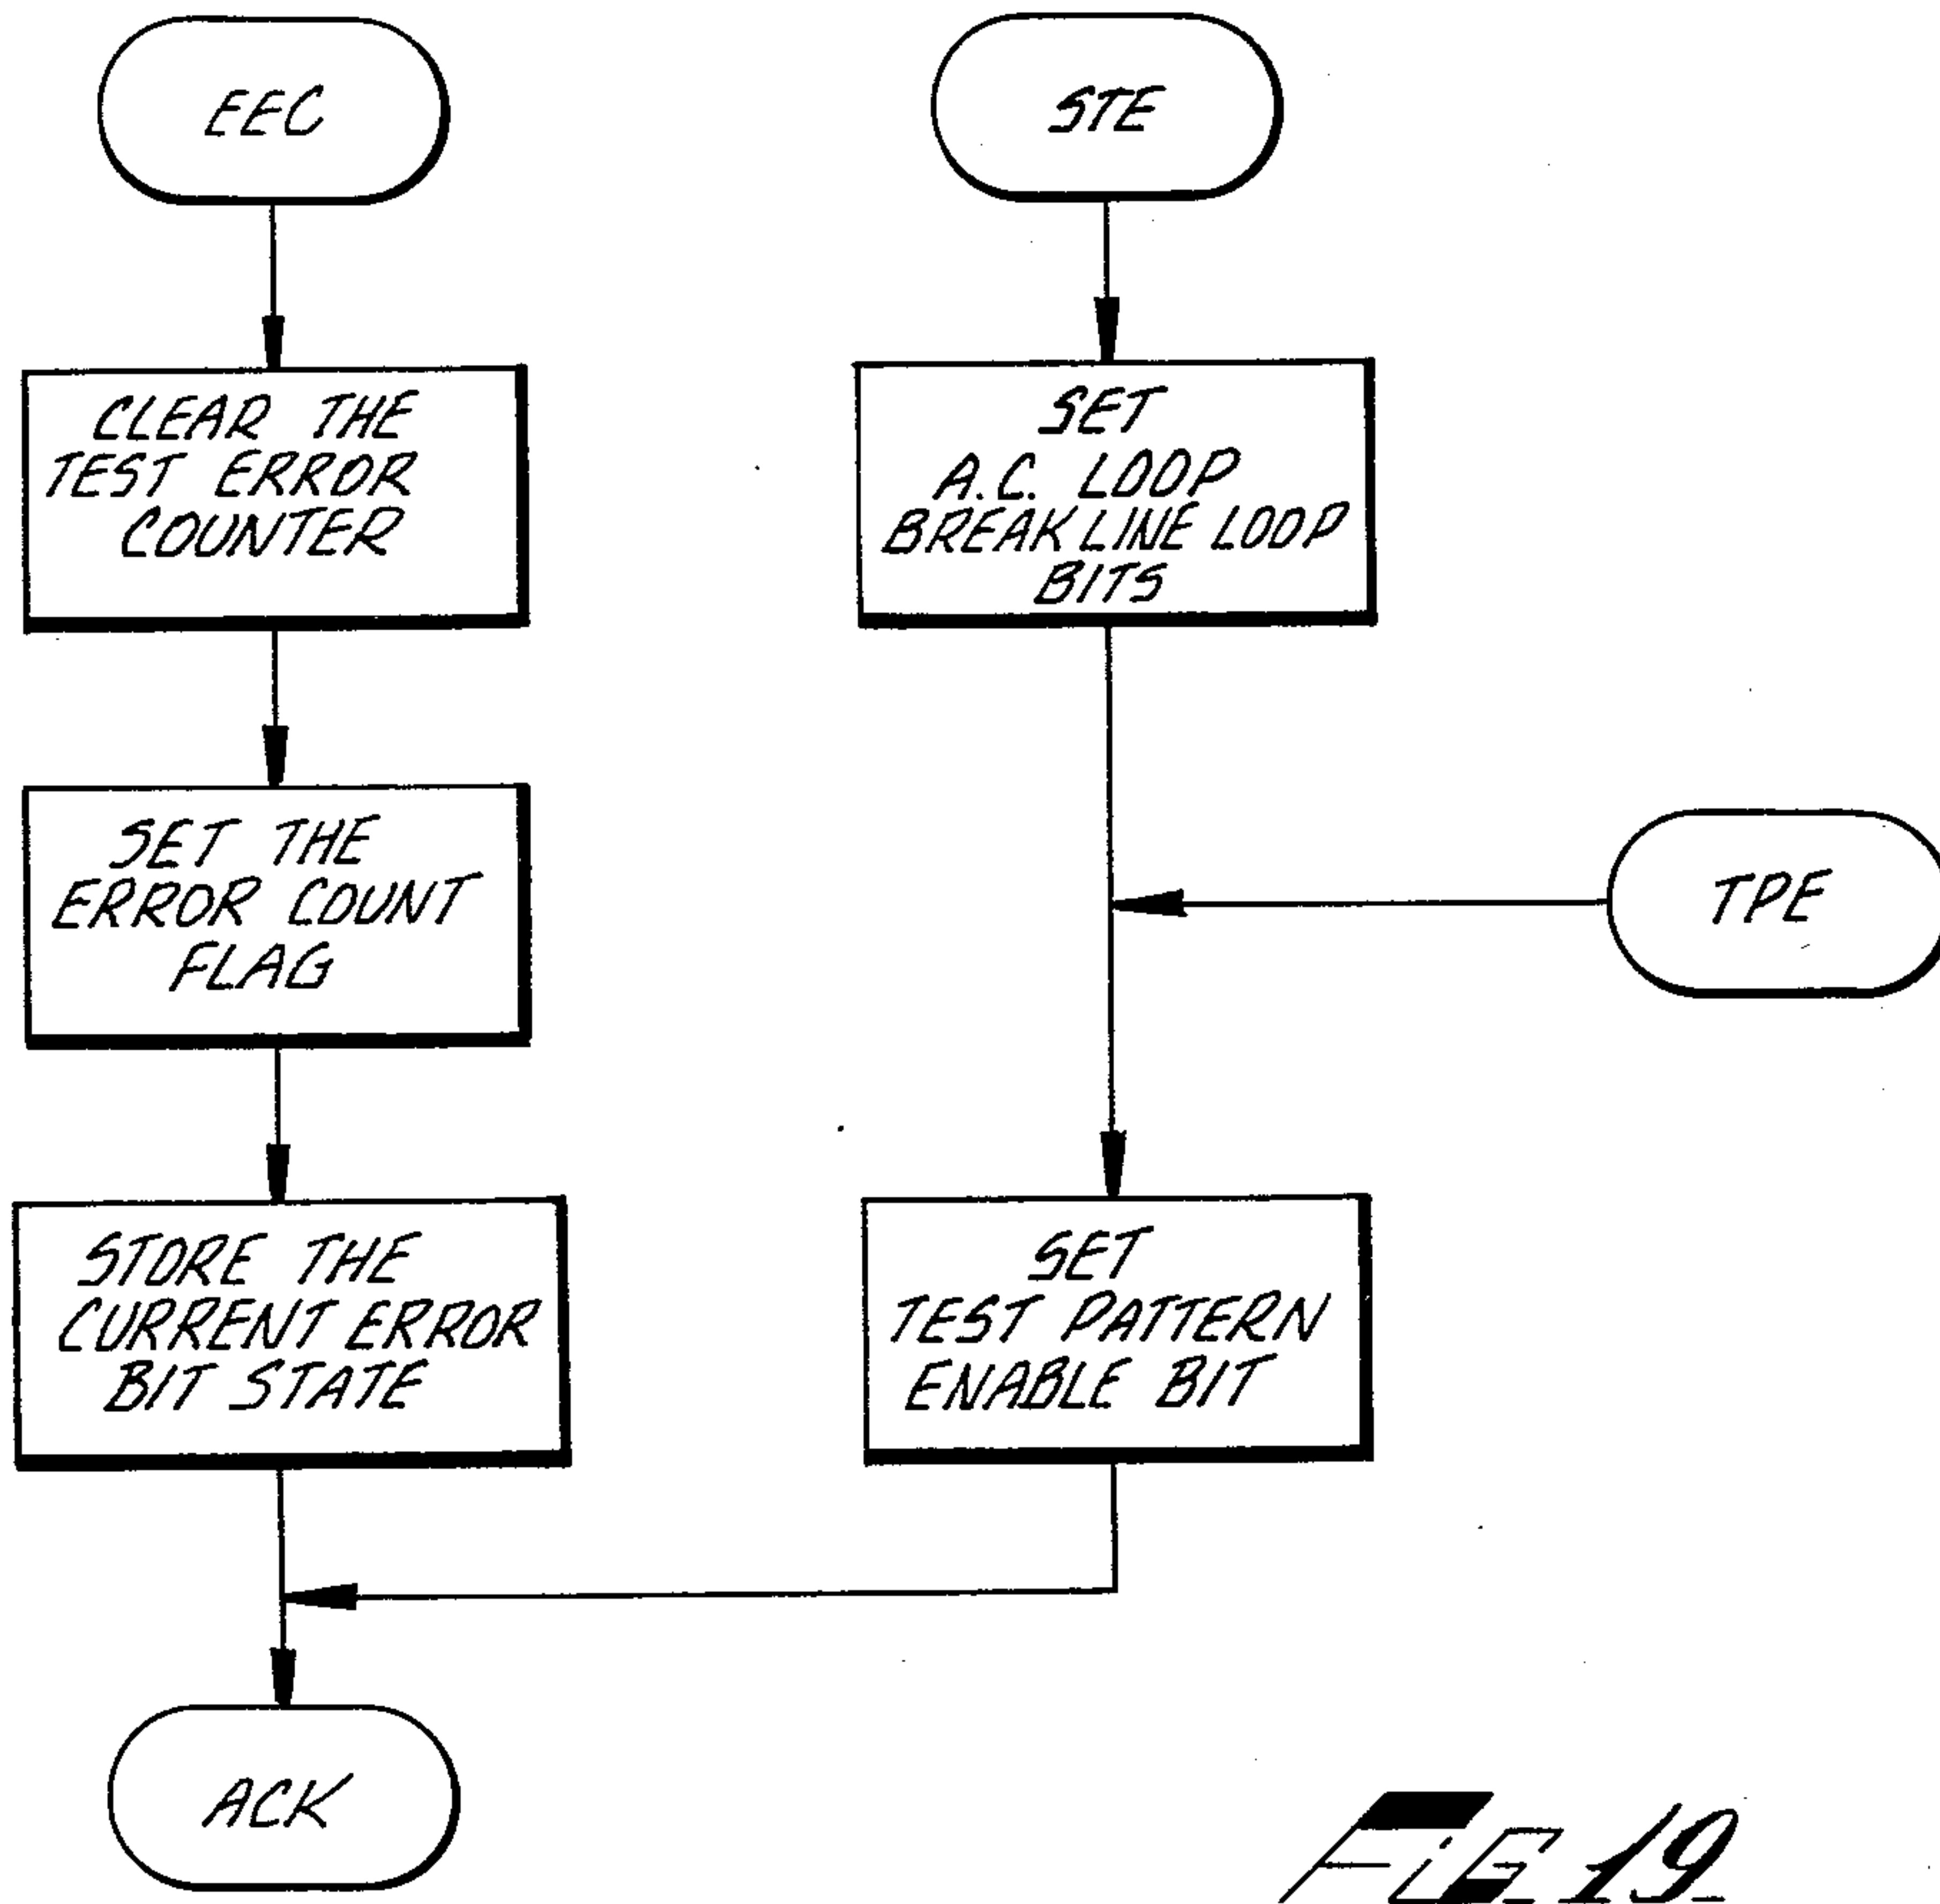 EEC
CLEAR THE
TEST ERROR
COUNTER
SET THE
ERROR COUNT
FLAG
STORE THE
CURRENT ERROR
BIT STATE
ACK
STE
SET
A.C. LOOP
BREAK LINE LOOP
BITS
TPE
SET
TEST PATTERN
ENABLE BIT
FIG 19